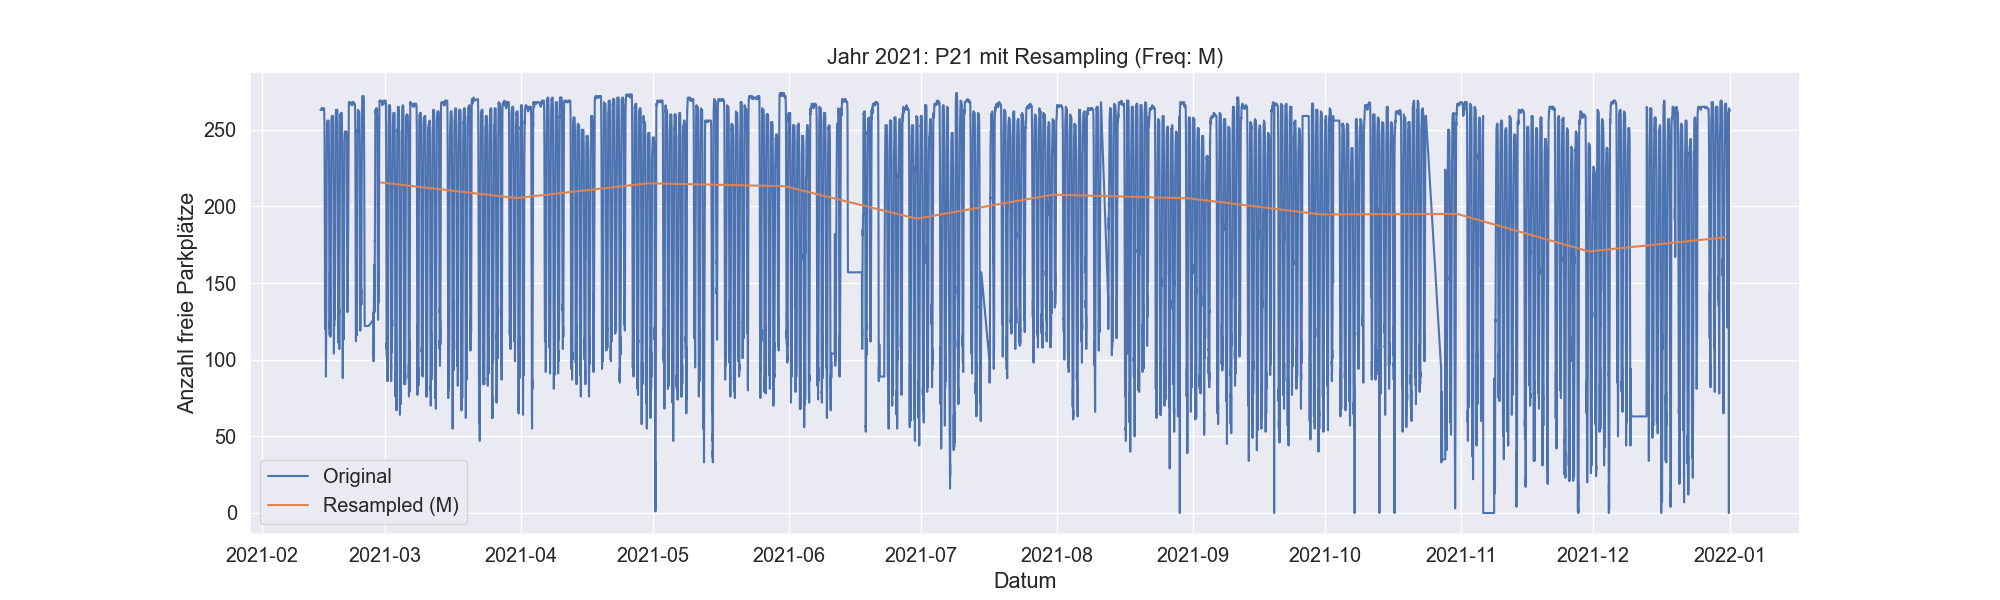 Jahr 2021: P21 mit Resampling (Freq: M)
Anzahl freie Parkplätze
250
200
150
100
50
0
Original
Resampled (M)
2021-02 2021-03 2021-04 2021-05 2021-06 2021-07 2021-08 2021-09 2021-10 2021-11 2021-12 2022-01
Datum